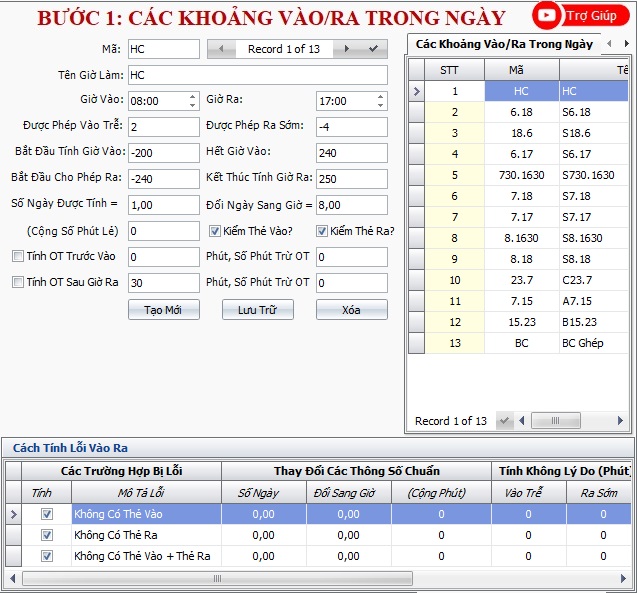 BƯỚC 1: CÁC KHOẢNG VÀO/RA TRONG NGÀY
Trợ Giúp
Mã: HC Record 1 of 13
Tên Giờ Làm: HC
Giờ Vào: 08:00 Giờ Ra: 17:00
Được Phép Vào Trễ: 2 Được Phép Ra Sớm: -4
Bắt Đầu Tính Giờ Vào: -200 Hết Giờ Vào: 240
Bắt Đầu Cho Phép Ra: -240 Kết Thúc Tính Giờ Ra: 250
Số Ngày Được Tính = 1,00 Đổi Ngày Sang Giờ = 8,00
(Cộng Số Phút Lẻ) 0 Kiểm Thẻ Vào? Kiểm Thẻ Ra?
Tính OT Trước Vào 0 Phút, Số Phút Trừ OT 0
Tính OT Sau Giờ Ra 30 Phút, Số Phút Trừ OT 0
Tạo Mới Lưu Trữ Xóa
Các Khoảng Vào/Ra Trong Ngày
STT Mã Tê
1 HC HC
2 6.18 S6.18
3 18.6 S18.6
4 6.17 S6.17
5 730.1630 S730.1630
6 7.18 S7.18
7 7.17 S7.17
8 8.1630 S8.1630
9 8.18 S8.18
10 23.7 C23.7
11 7.15 A7.15
12 15.23 B15.23
13 BC BC Ghép
Record 1 of 13
Cách Tính Lỗi Vào Ra
Các Trường Hợp Bị Lỗi Thay Đổi Các Thông Số Chuẩn Tính Không Lý Do (Phút)
Tính Mô Tả Lỗi Số Ngày Đổi Sang Giờ (Cộng Phút) Vào Trễ Ra Sớm
Không Có Thẻ Vào 0,00 0,00 0 0 0
Không Có Thẻ Ra 0,00 0,00 0 0 0
Không Có Thẻ Vào + Thẻ Ra 0,00 0,00 0 0 0